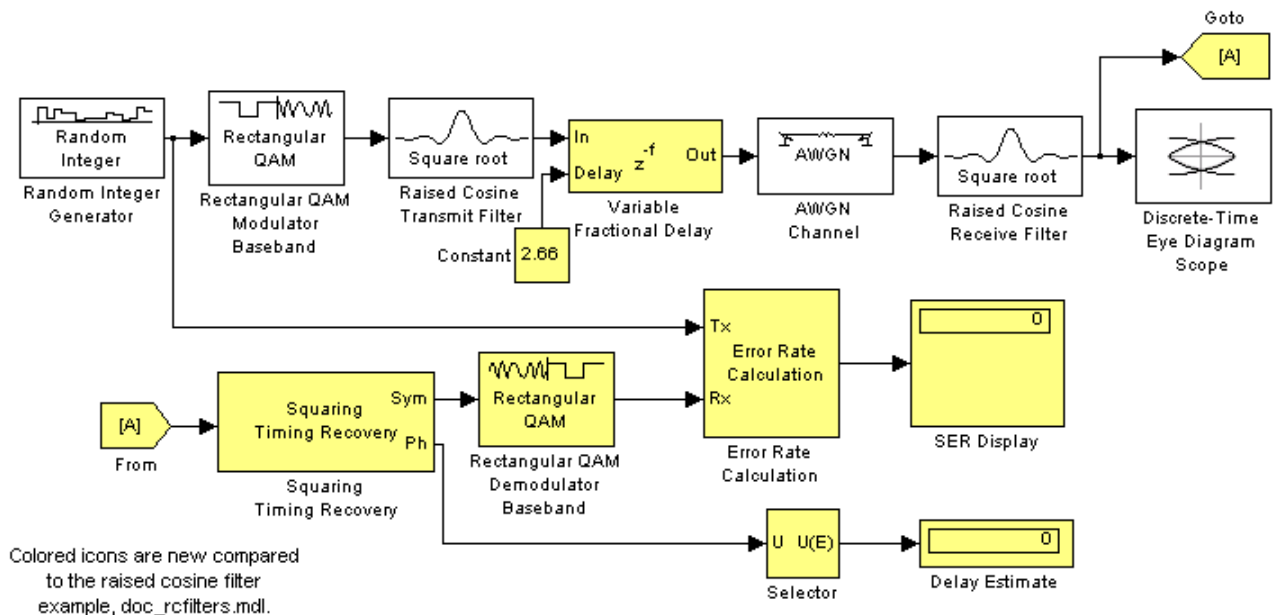 Goto
[A]
Random
Integer
Random Integer
Generator
Rectangular
QAM
Rectangular QAM
Modulator
Baseband
Square root
Raised Cosine
Transmit Filter
In
Delay
z^-f
Out
Variable
Fractional Delay
Constant
2.66
AWGN
AWGN
Channel
Square root
Raised Cosine
Receive Filter
Discrete-Time
Eye Diagram
Scope
Tx
Rx
Error Rate
Calculation
Error Rate
Calculation
0
SER Display
[A]
From
Squaring
Timing Recovery
Sym
Ph
Squaring
Timing Recovery
Rectangular
QAM
Rectangular QAM
Demodulator
Baseband
U U(E)
Selector
0
Delay Estimate
Colored icons are new compared
to the raised cosine filter
example, doc_rcfilters.mdl.